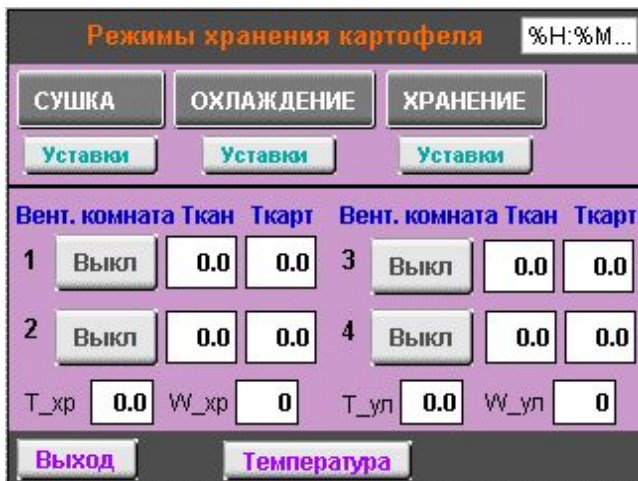 Режимы хранения картофеля %H:%M...
СУШКА ОХЛАЖДЕНИЕ ХРАНЕНИЕ
Уставки Уставки Уставки
Вент. комната Ткан Ткарт Вент. комната Ткан Ткарт
1 Выкл 0.0 0.0 3 Выкл 0.0 0.0
2 Выкл 0.0 0.0 4 Выкл 0.0 0.0
T_хр 0.0 W_хр 0 T_ул 0.0 W_ул 0
Выход Температура